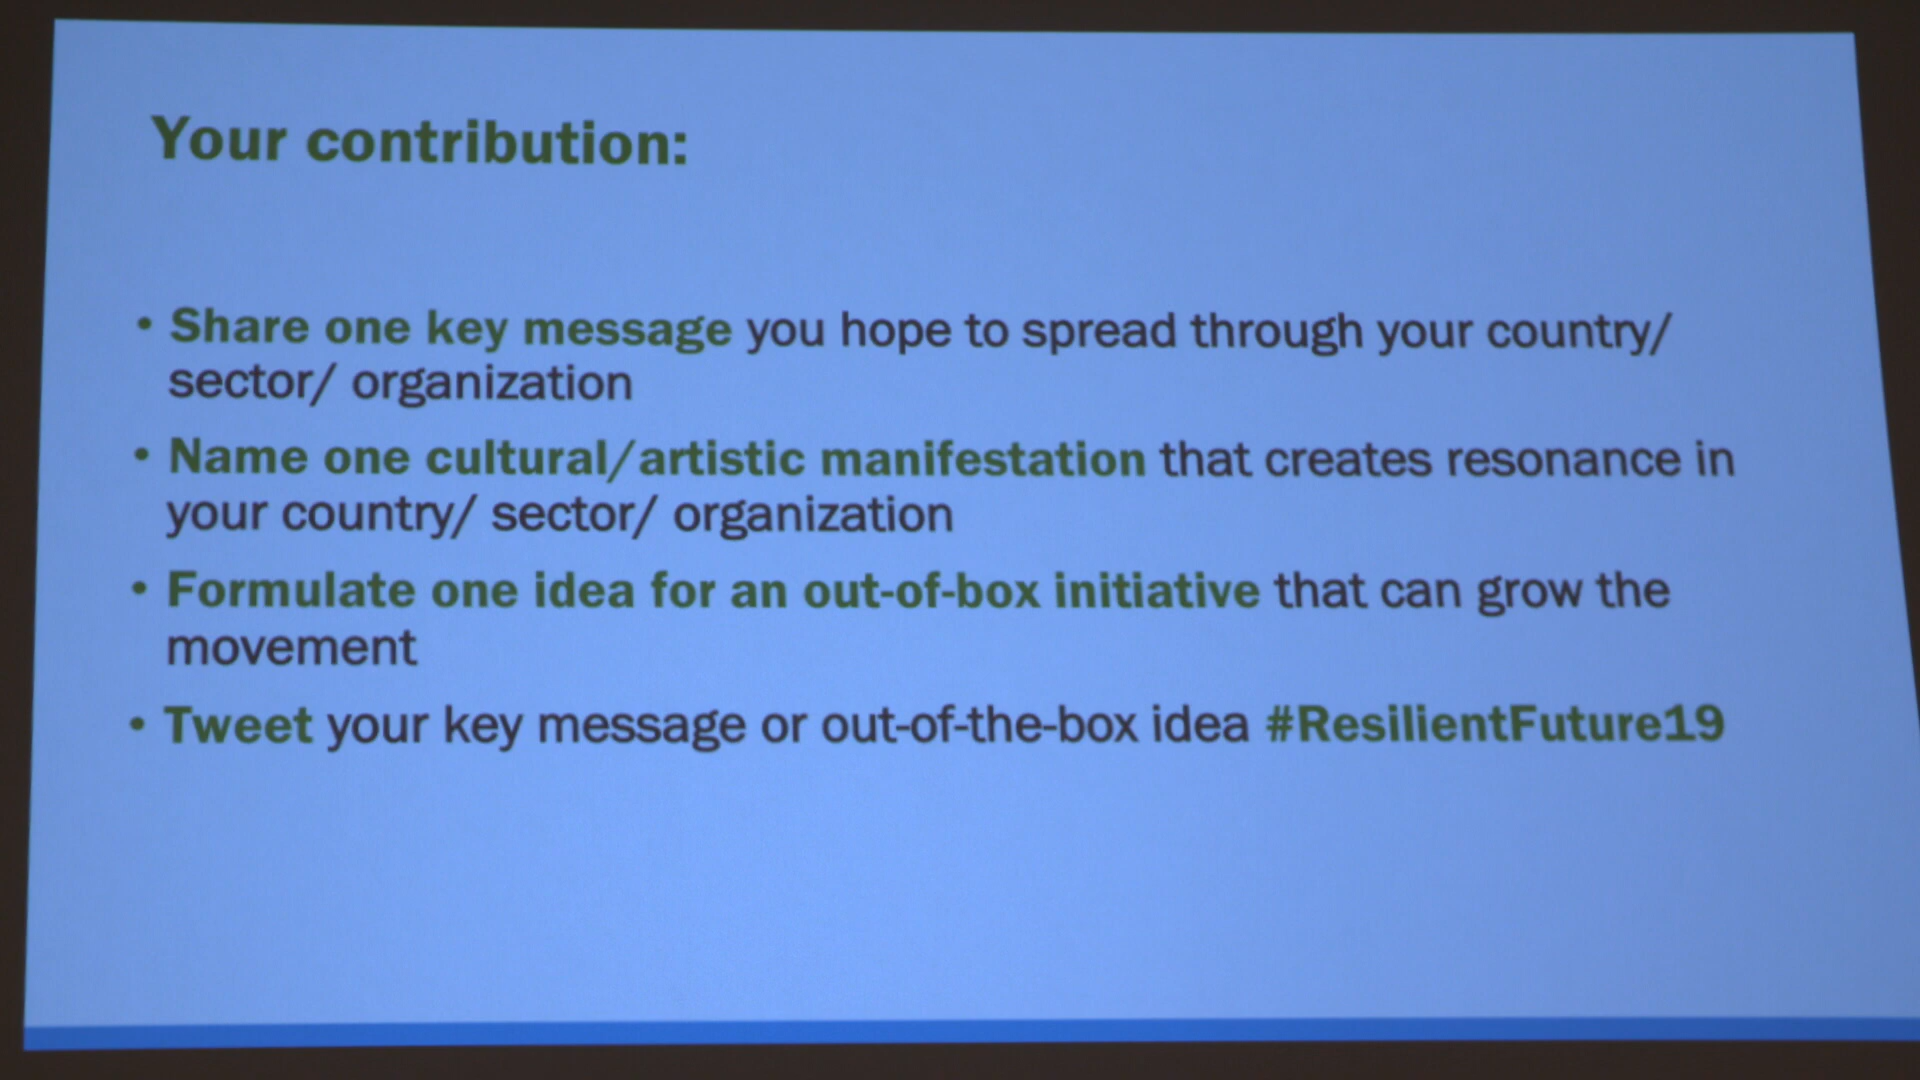 Your contribution:
• Share one key message you hope to spread through your country/
sector/ organization
• Name one cultural/artistic manifestation that creates resonance in
your country/ sector/ organization
• Formulate one idea for an out-of-box initiative that can grow the
movement
• Tweet your key message or out-of-the-box idea #ResilientFuture19